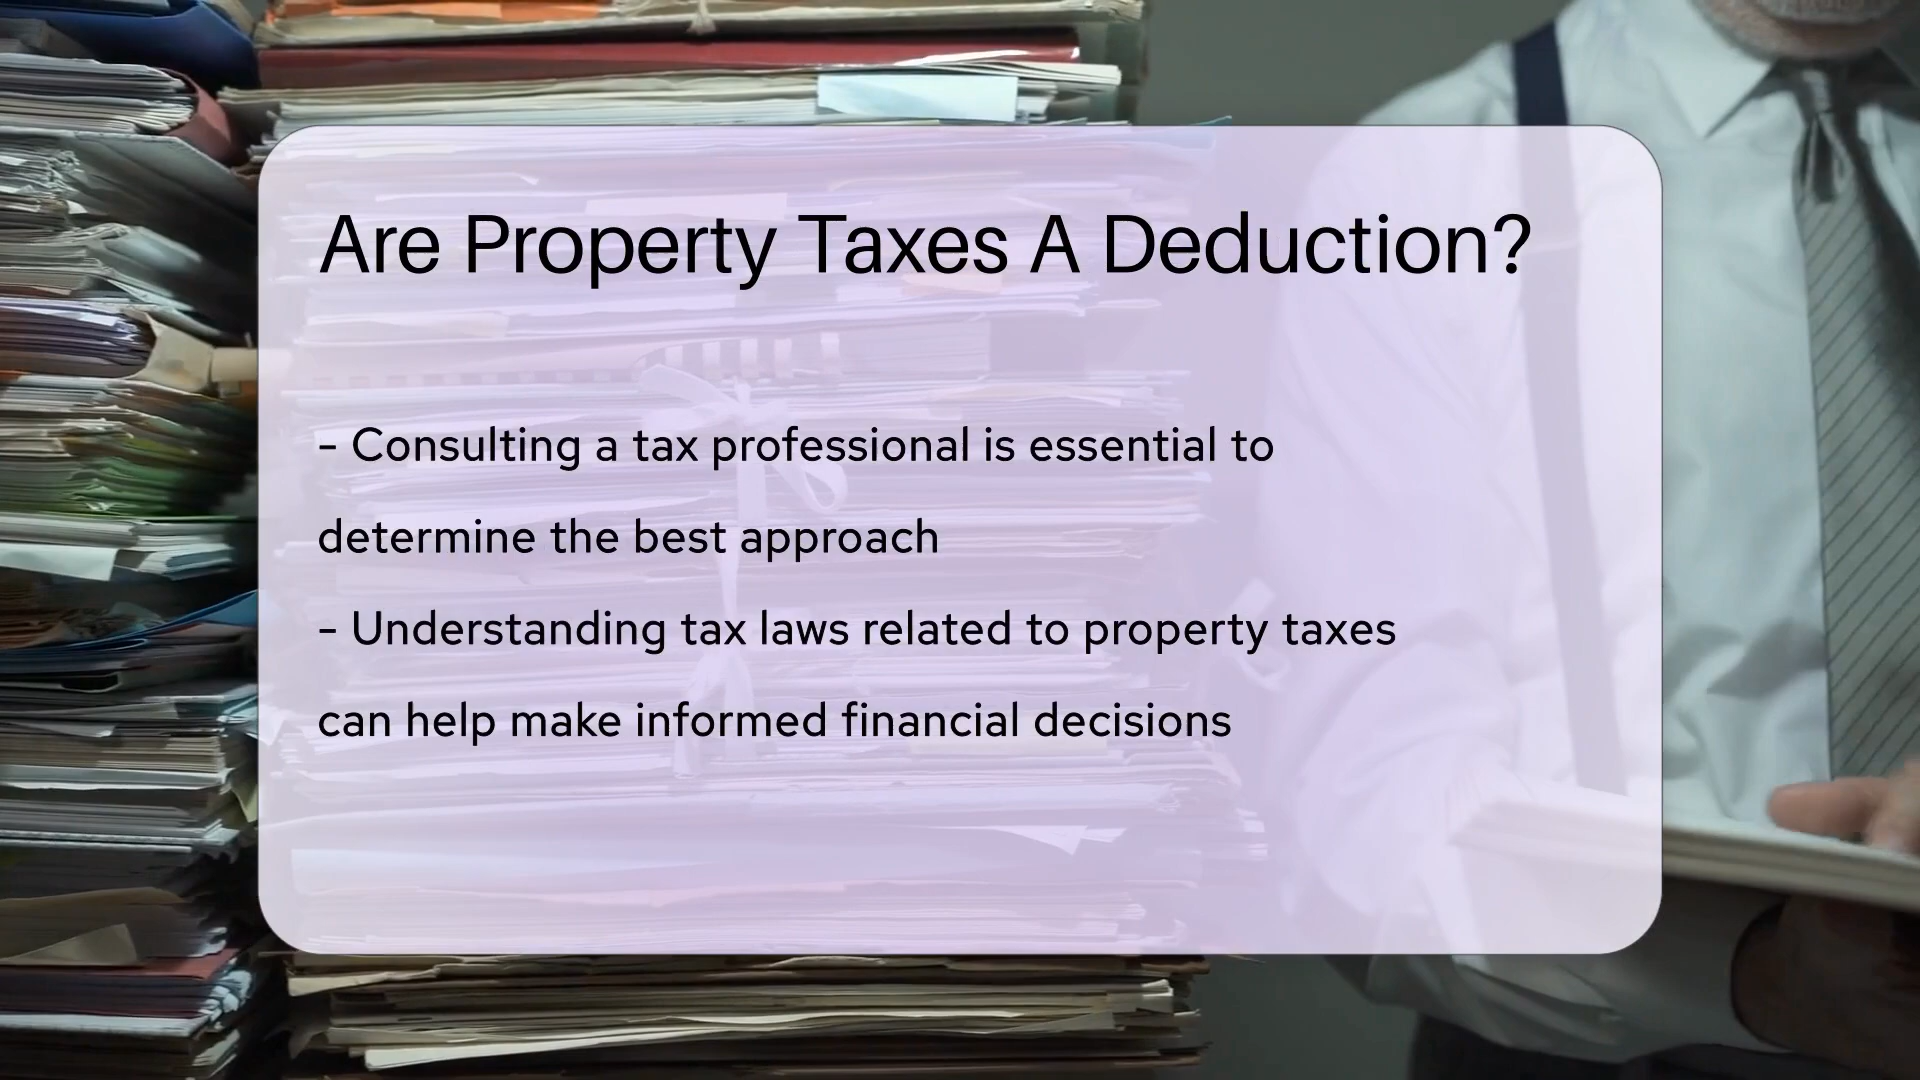 Are Property Taxes A Deduction?
- Consulting a tax professional is essential to
determine the best approach
- Understanding tax laws related to property taxes
can help make informed financial decisions